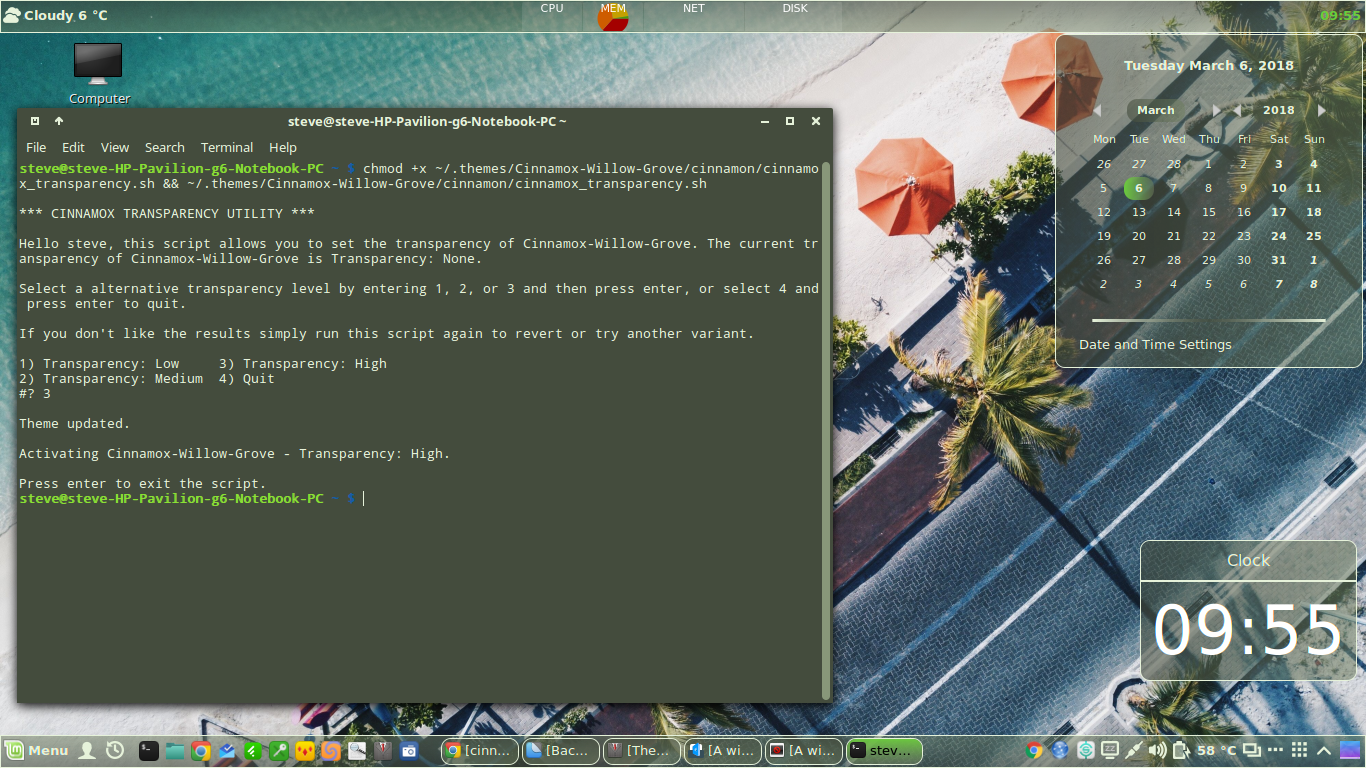 Cloudy 6 °C
CPU
MEM
NET
DISK
09:55
Computer
Tuesday March 6, 2018
March
2018
Mon Tue Wed Thu Fri Sat Sun
26 27 28 1 2 3 4
5 6 7 8 9 10 11
12 13 14 15 16 17 18
19 20 21 22 23 24 25
26 27 28 29 30 31 1
2 3 4 5 6 7 8
Date and Time Settings
steve@steve-HP-Pavilion-g6-Notebook-PC ~
File Edit View Search Terminal Help
steve@steve-HP-Pavilion-g6-Notebook-PC ~ $ chmod +x ~/.themes/Cinnamox-Willow-Grove/cinnamon/cinnamo
x_transparency.sh && ~/.themes/Cinnamox-Willow-Grove/cinnamon/cinnamox_transparency.sh
*** CINNAMOX TRANSPARENCY UTILITY ***
Hello steve, this script allows you to set the transparency of Cinnamox-Willow-Grove. The current tr
ansparency of Cinnamox-Willow-Grove is Transparency: None.
Select a alternative transparency level by entering 1, 2, or 3 and then press enter, or select 4 and
press enter to quit.
If you don't like the results simply run this script again to revert or try another variant.
1) Transparency: Low 3) Transparency: High
2) Transparency: Medium 4) Quit
#? 3
Theme updated.
Activating Cinnamox-Willow-Grove - Transparency: High.
Press enter to exit the script.
steve@steve-HP-Pavilion-g6-Notebook-PC ~ $
Clock
09:55
Menu
[cinn...
[Bac...
[The...
[A wi...
[A wi...
stev...
58 °C